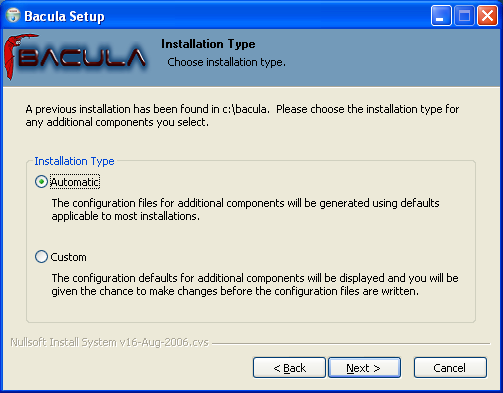 Bacula Setup
BACULA
Installation Type
Choose installation type.
A previous installation has been found in c:\bacula.  Please choose the installation type for
any additional components you select.
Installation Type
Automatic
The configuration files for additional components will be generated using defaults
applicable to most installations.
Custom
The configuration defaults for additional components will be displayed and you will be
given the chance to make changes before the configuration files are written.
Nullsoft Install System v16-Aug-2006.cvs
< Back
Next >
Cancel